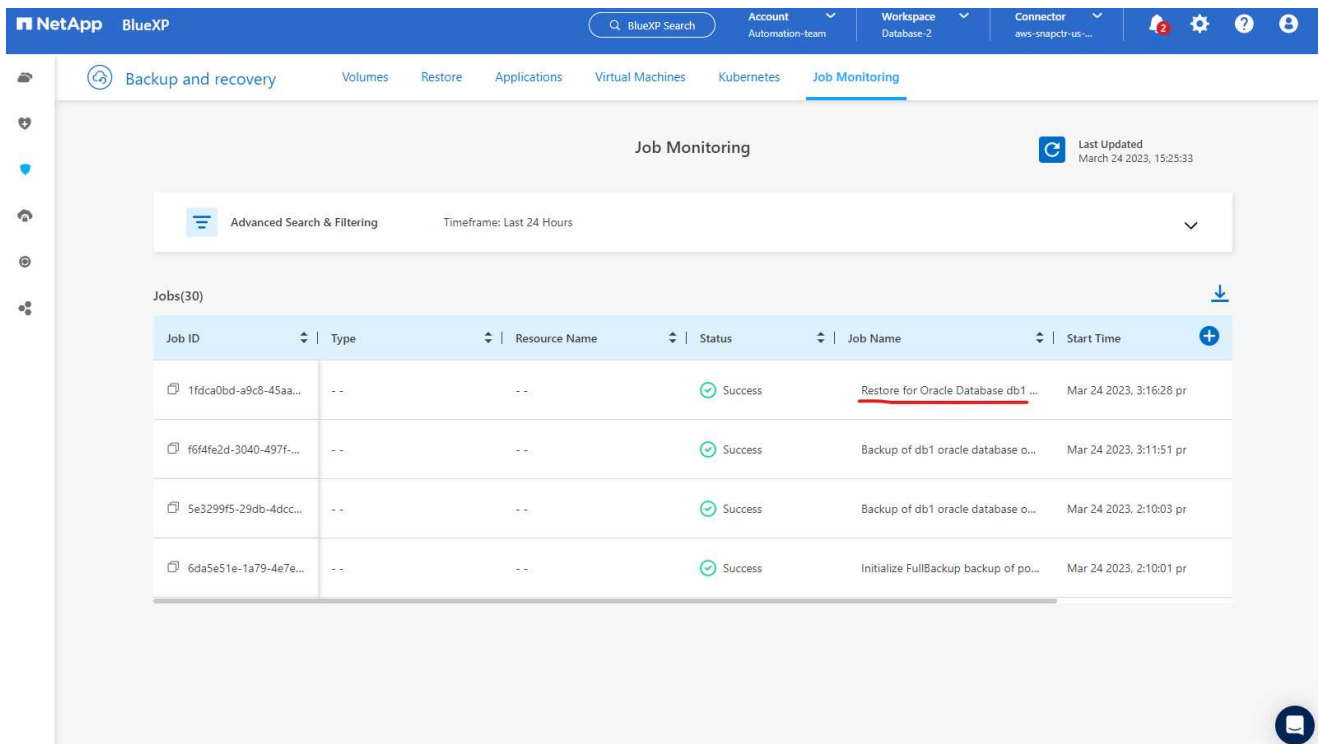 NetApp BlueXP
BlueXP Search
Account
Automation-team
Workspace
Database-2
Connector
aws-snapctr-us-...
2
Backup and recovery
Volumes Restore Applications Virtual Machines Kubernetes Job Monitoring
Job Monitoring
Last Updated
March 24 2023, 15:25:33
Advanced Search & Filtering Timeframe: Last 24 Hours
Jobs(30)
Job ID Type Resource Name Status Job Name Start Time
1fdca0bd-a9c8-45aa... - - - - Success Restore for Oracle Database db1 ... Mar 24 2023, 3:16:28 pr
f6f4fe2d-3040-497f-... - - - - Success Backup of db1 oracle database o... Mar 24 2023, 3:11:51 pr
5e3299f5-29db-4dcc... - - - - Success Backup of db1 oracle database o... Mar 24 2023, 2:10:03 pr
6da5e51e-1a79-4e7e... - - - - Success Initialize FullBackup backup of po... Mar 24 2023, 2:10:01 pr